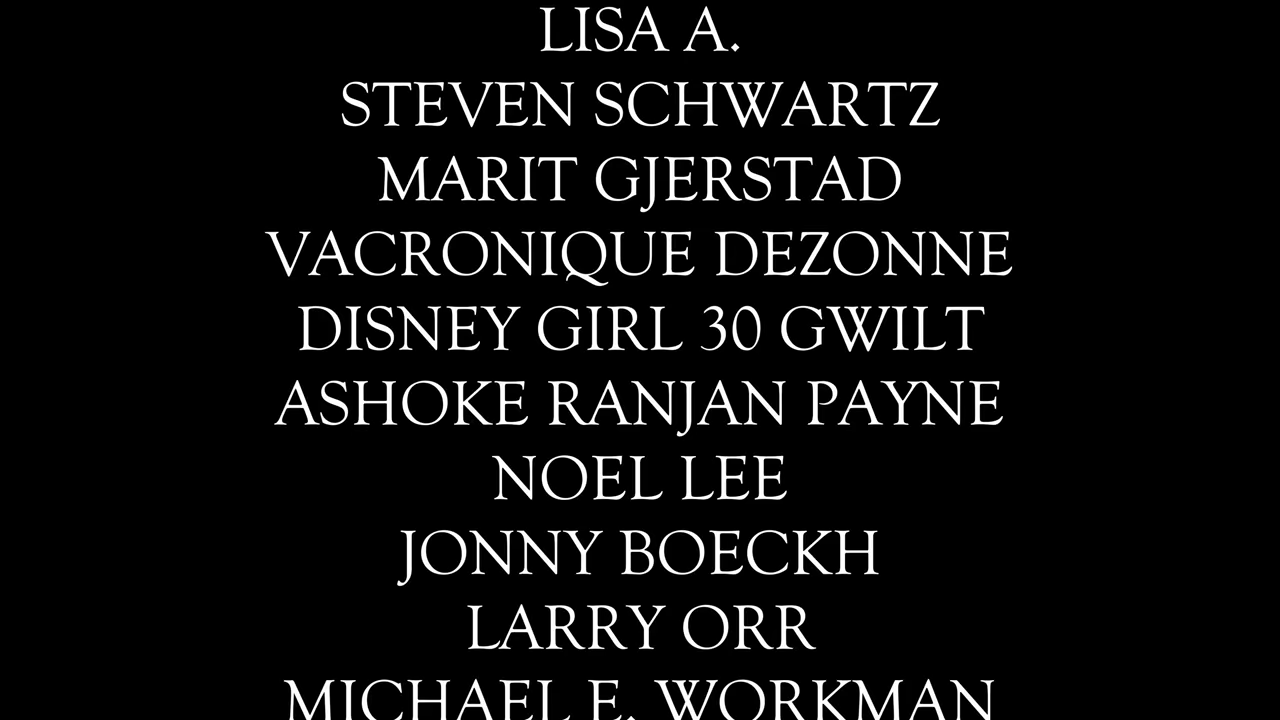 LISA A.
STEVEN SCHWARTZ
MARIT GJERSTAD
VACRONIQUE DEZONNE
DISNEY GIRL 30 GWILT
ASHOKE RANJAN PAYNE
NOEL LEE
JONNY BOECKH
LARRY ORR
MICHAEL E. WORKMAN